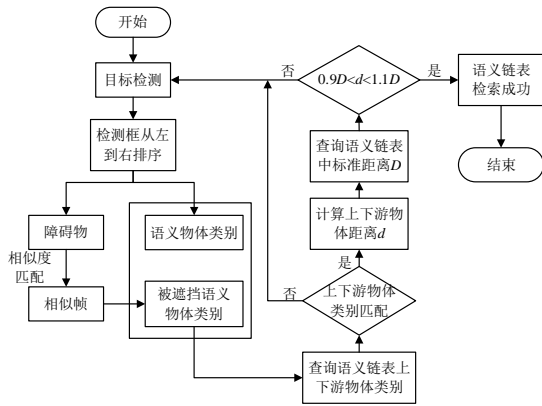 开始
目标检测
检测框从左
到右排序
障碍物
相似度
匹配
相似帧
语义物体类别
被遮挡语义
物体类别
查询语义链表上
下游物体类别
上下游物体
类别匹配
否
是
计算上下游物
体距离d
查询语义链表
中标准距离D
0.9D<d<1.1D
否
是
语义链表
检索成功
结束